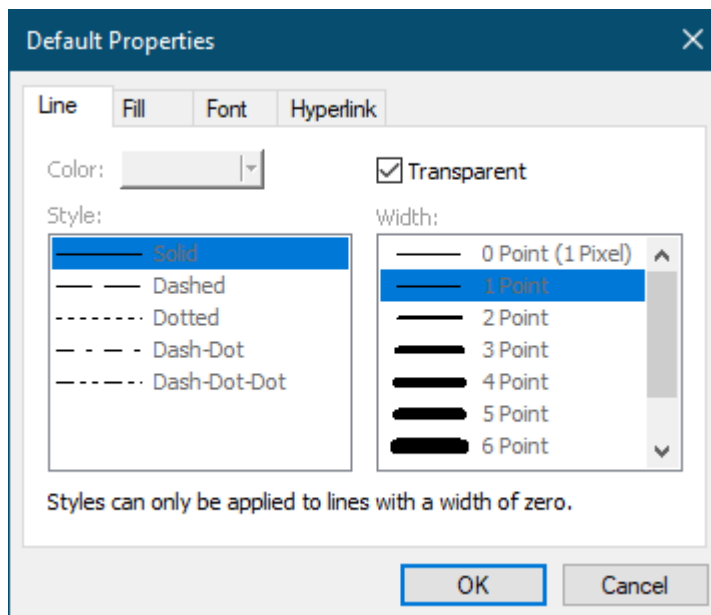 Default Properties
Line Fill Font Hyperlink
Color: Transparent
Style: Width:
Solid 0 Point (1 Pixel)
Dashed 1 Point
Dotted 2 Point
Dash-Dot 3 Point
Dash-Dot-Dot 4 Point
5 Point
6 Point
Styles can only be applied to lines with a width of zero.
OK Cancel